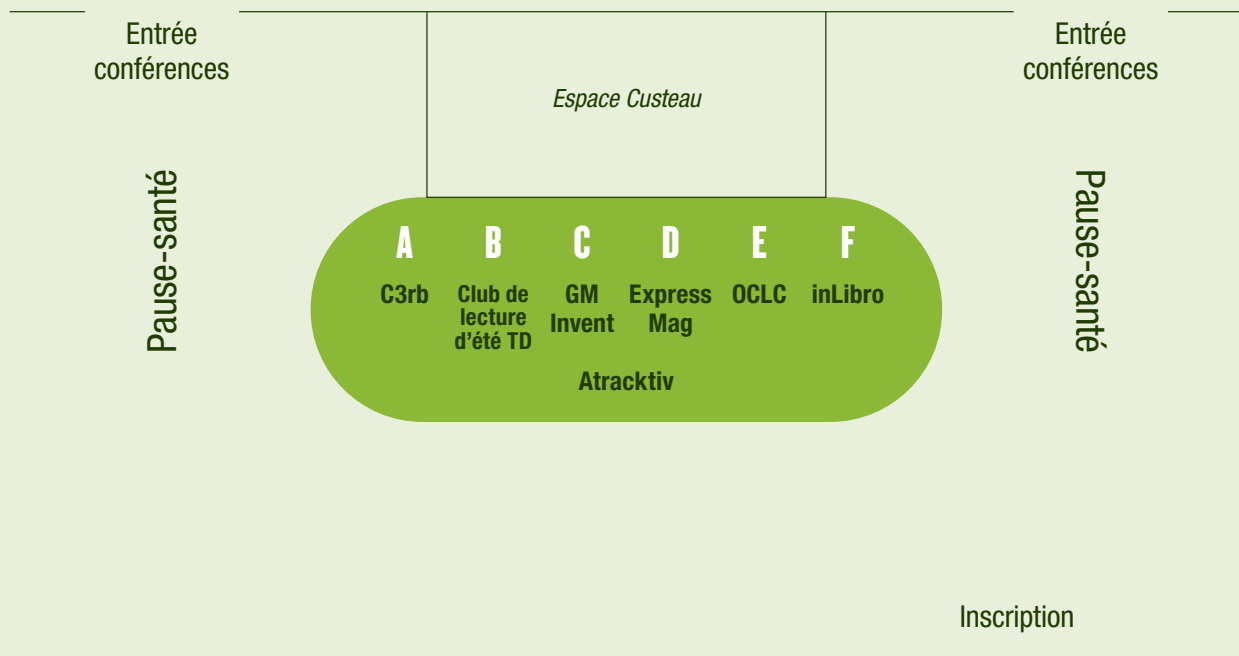 Entrée
conférences
Entrée
conférences
Espace Custeau
Pause-santé
Pause-santé
A B C D E F
C3rb
Club de
lecture
d'été TD
GM
Invent
Express
Mag
OCLC
inLibro
Atracktiv
Inscription